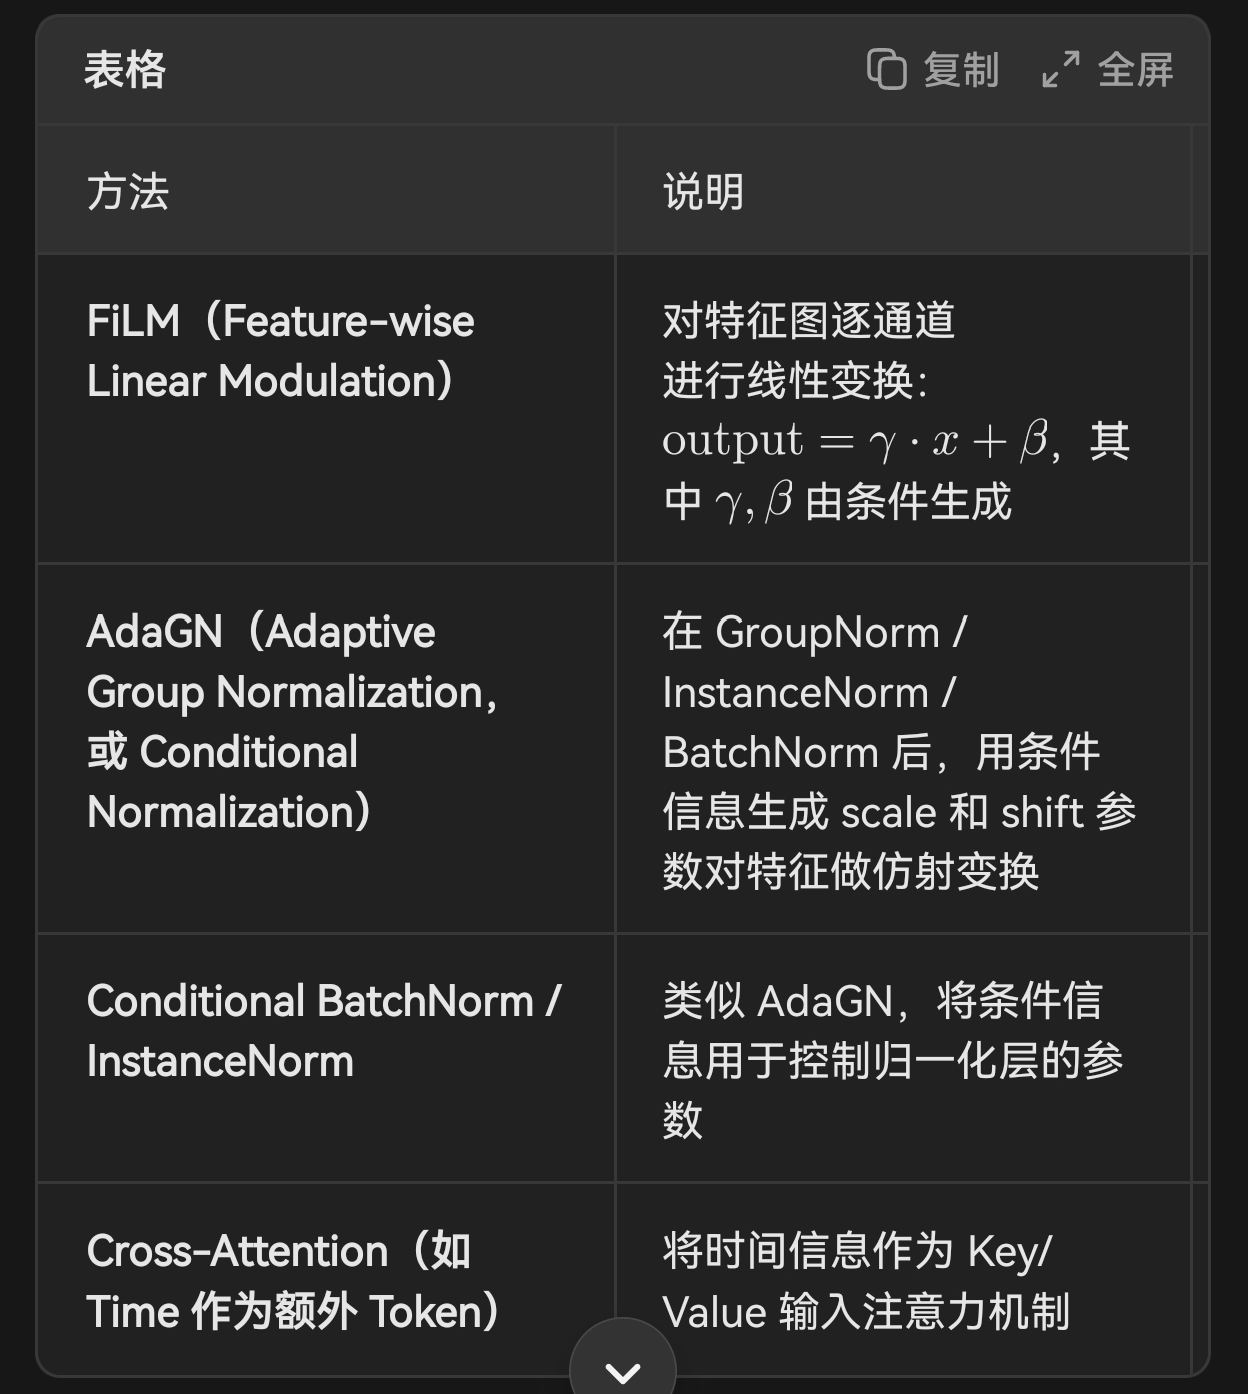 表格
复制
全屏
方法
说明
FiLM（Feature-wise
Linear Modulation）
对特征图逐通道
进行线性变换：
output = γ · x + β，其
中 γ, β 由条件生成
AdaGN（Adaptive
Group Normalization，
或 Conditional
Normalization）
在 GroupNorm /
InstanceNorm /
BatchNorm 后，用条件
信息生成 scale 和 shift 参
数对特征做仿射变换
Conditional BatchNorm /
InstanceNorm
类似 AdaGN，将条件信
息用于控制归一化层的参
数
Cross-Attention（如
Time 作为额外 Token）
将时间信息作为 Key/
Value 输入注意力机制